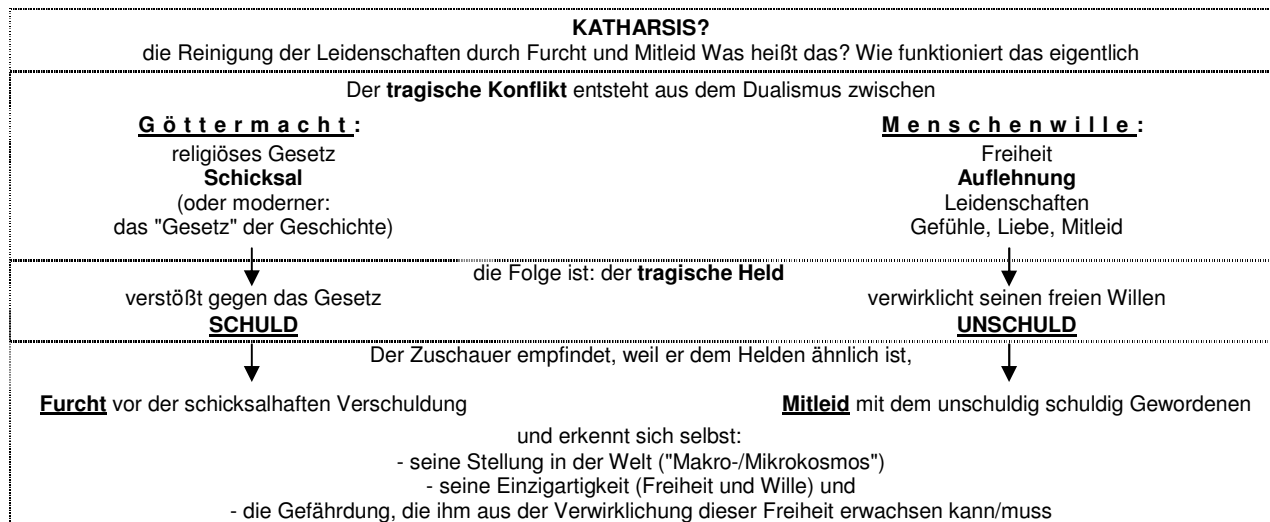 KATHARSIS?
die Reinigung der Leidenschaften durch Furcht und Mitleid Was heißt das? Wie funktioniert das eigentlich
Der tragische Konflikt entsteht aus dem Dualismus zwischen
Göttermacht:
religiöses Gesetz
Schicksal
(oder moderner:
das "Gesetz" der Geschichte)
Menschenwille:
Freiheit
Auflehnung
Leidenschaften
Gefühle, Liebe, Mitleid
die Folge ist: der tragische Held
verstößt gegen das Gesetz
SCHULD
verwirklicht seinen freien Willen
UNSCHULD
Der Zuschauer empfindet, weil er dem Helden ähnlich ist,
Furcht vor der schicksalhaften Verschuldung
Mitleid mit dem unschuldig schuldig Gewordenen
und erkennt sich selbst:
- seine Stellung in der Welt ("Makro-/Mikrokosmos")
- seine Einzigartigkeit (Freiheit und Wille) und
- die Gefährdung, die ihm aus der Verwirklichung dieser Freiheit erwachsen kann/muss